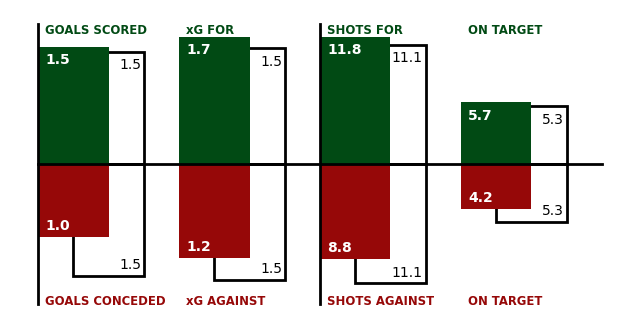 GOALS SCORED xG FOR SHOTS FOR ON TARGET
1.5 1.5 1.7 1.5 11.8 11.1 5.7 5.3
1.0 1.5 1.2 1.5 8.8 11.1 4.2 5.3
GOALS CONCEDED xG AGAINST SHOTS AGAINST ON TARGET